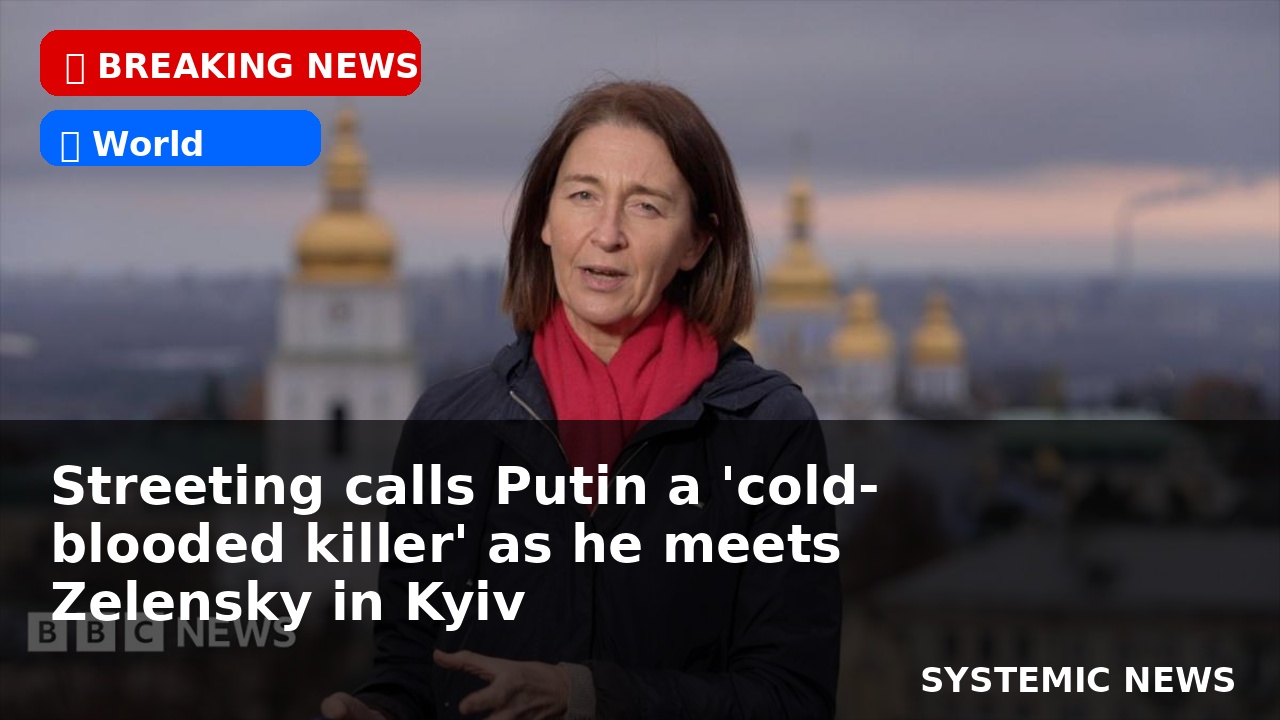 BREAKING NEWS
World
Streeting calls Putin a 'cold-
blooded killer' as he meets
Zelensky in Kyiv
BBC NEWS
SYSTEMIC NEWS